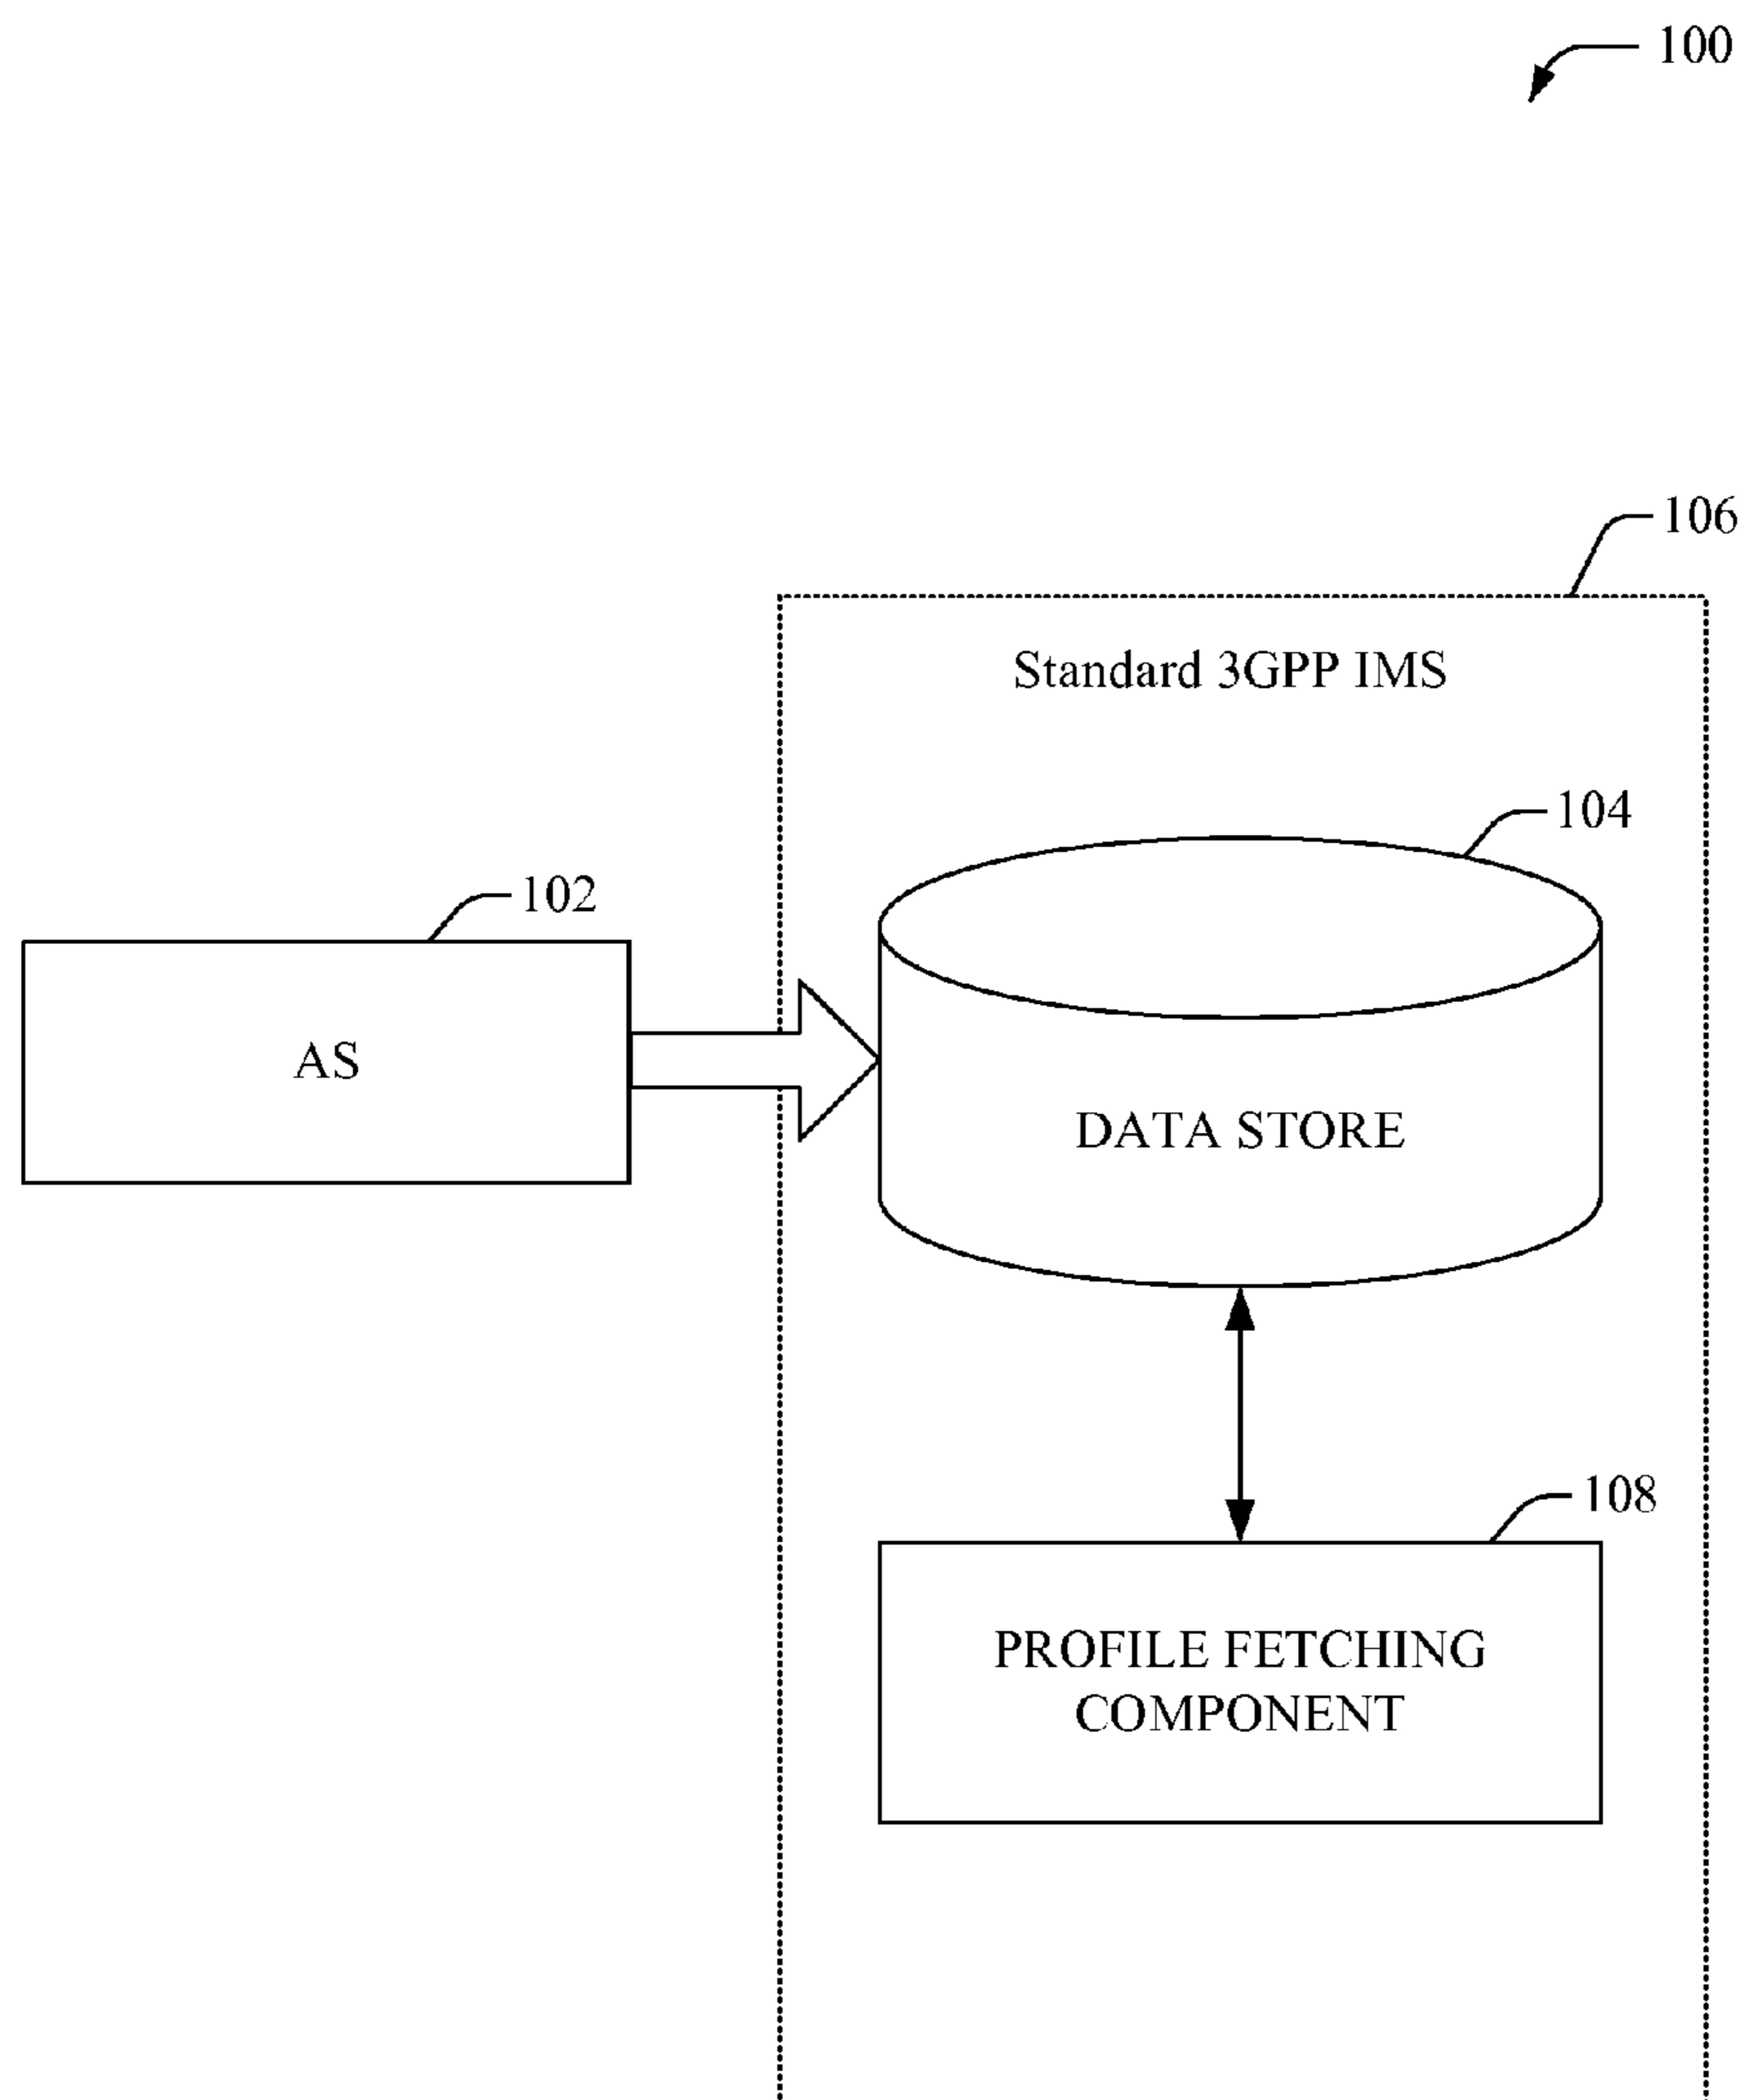 100
106
Standard 3GPP IMS
104
102
AS
DATA STORE
108
PROFILE FETCHING
COMPONENT